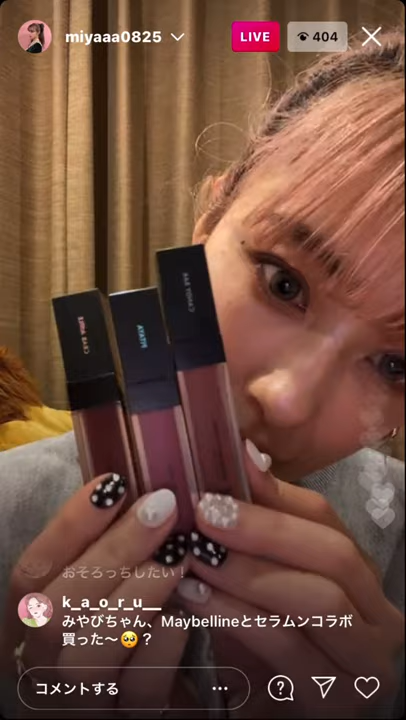 miyaaa0825
LIVE
404
おそろっちしたい！
k_a_o_r_u__
みやびちゃん、Maybellineとセラムンコラボ
買った〜🥺？
コメントする